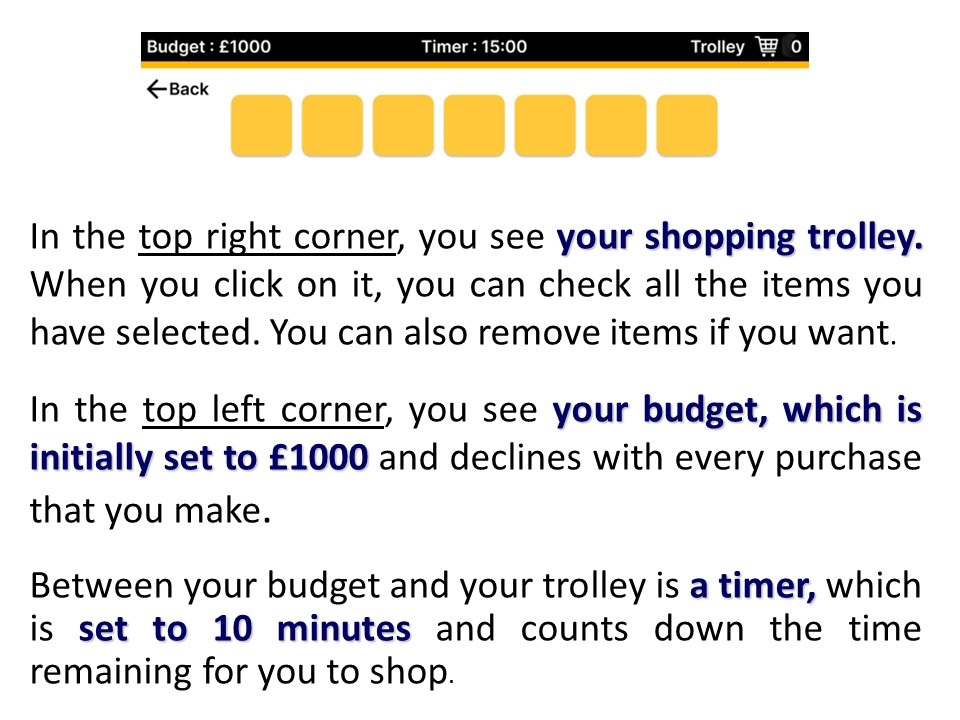 Budget : £1000 Timer : 15:00 Trolley 0
Back
In the top right corner, you see your shopping trolley.
When you click on it, you can check all the items you
have selected. You can also remove items if you want.
In the top left corner, you see your budget, which is
initially set to £1000 and declines with every purchase
that you make.
Between your budget and your trolley is a timer, which
is set to 10 minutes and counts down the time
remaining for you to shop.